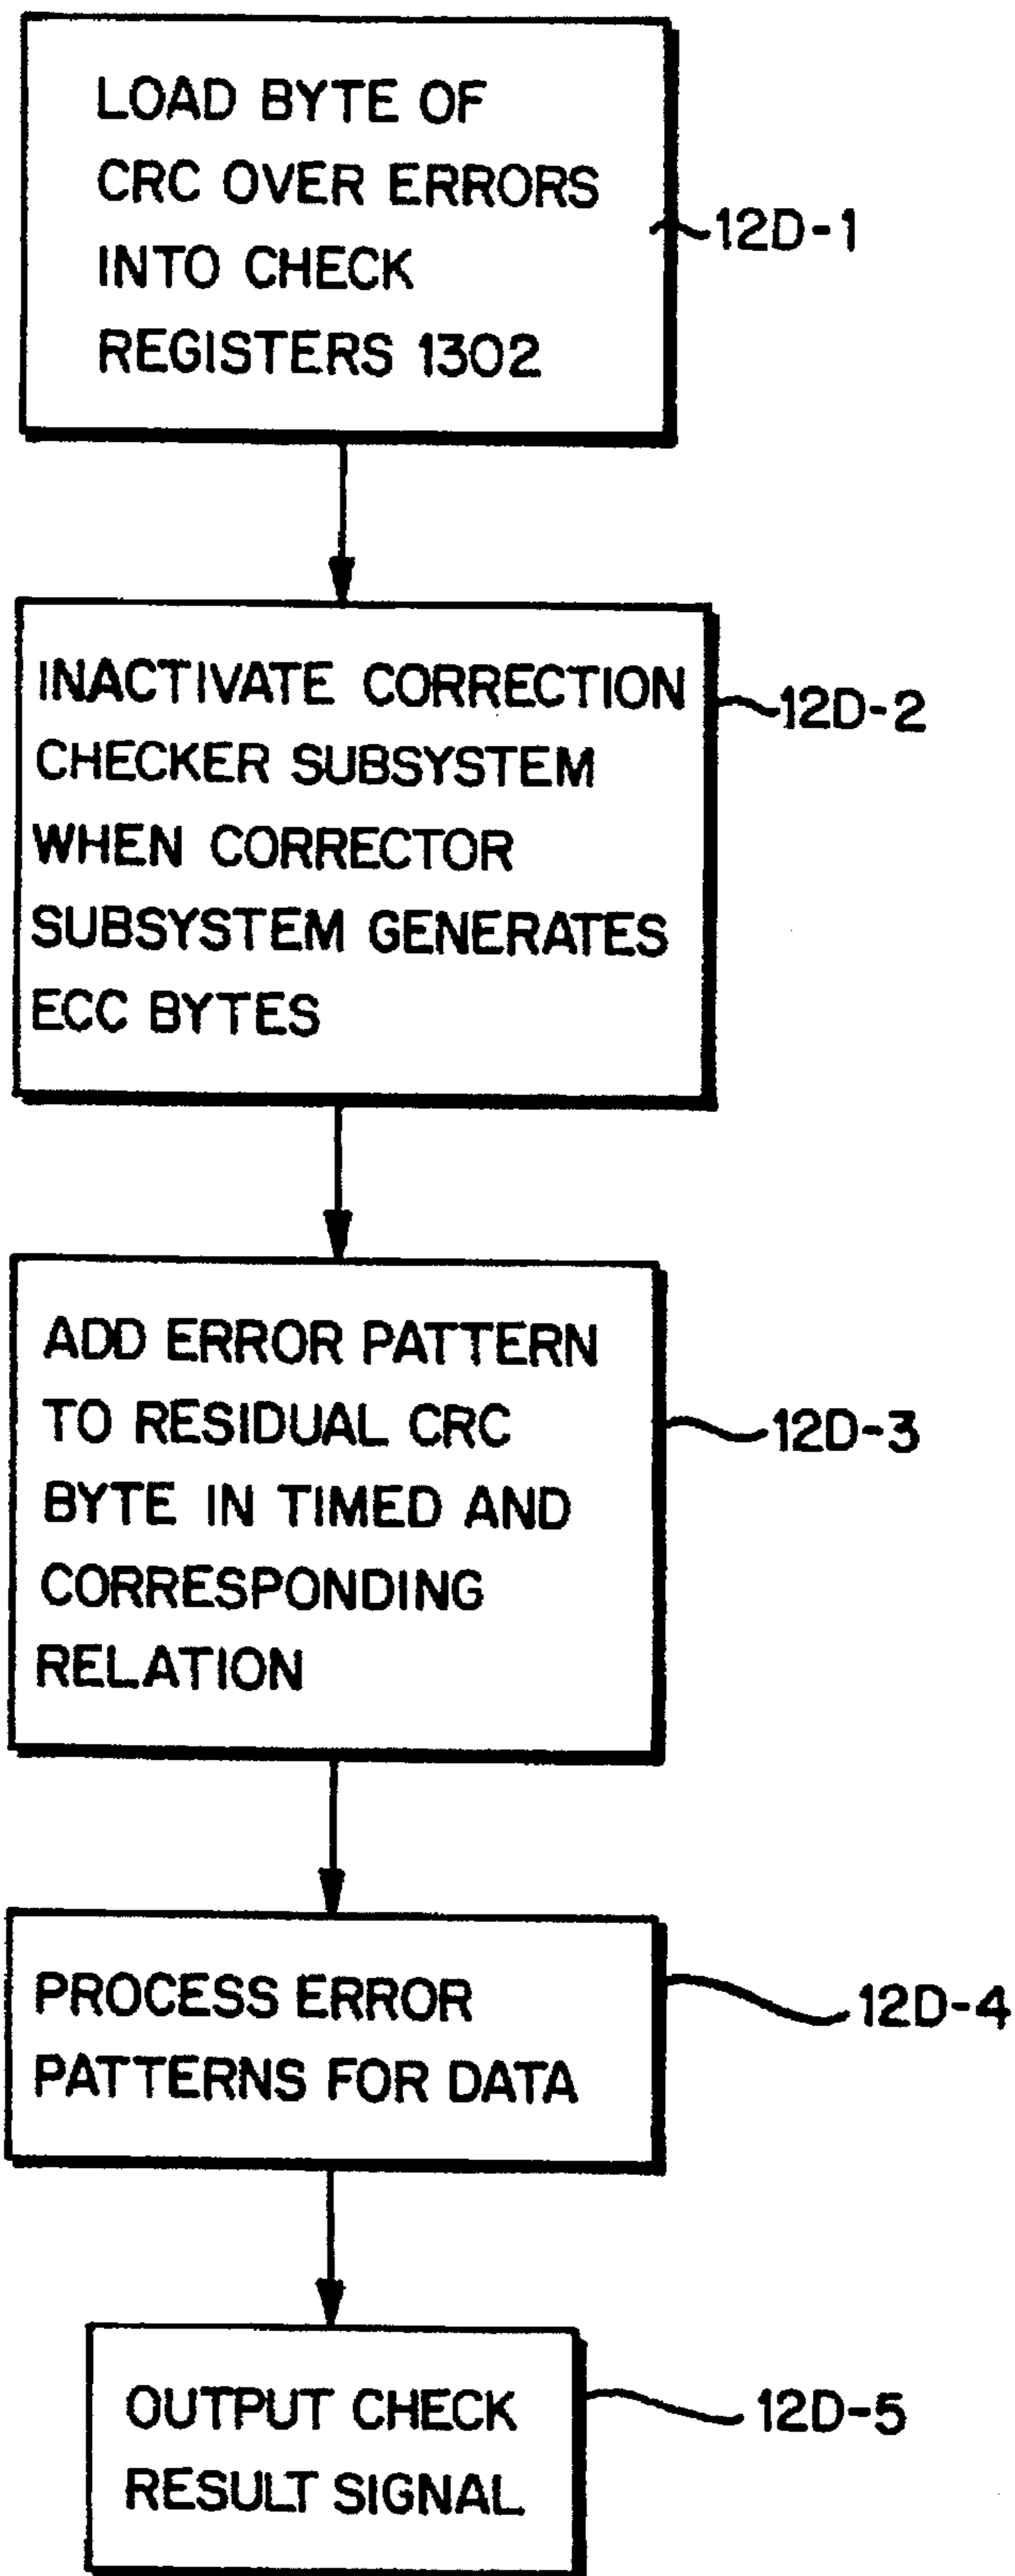 LOAD BYTE OF
CRC OVER ERRORS
INTO CHECK
REGISTERS 1302
12D-1
INACTIVATE CORRECTION
CHECKER SUBSYSTEM
WHEN CORRECTOR
SUBSYSTEM GENERATES
ECC BYTES
12D-2
ADD ERROR PATTERN
TO RESIDUAL CRC
BYTE IN TIMED AND
CORRESPONDING
RELATION
12D-3
PROCESS ERROR
PATTERNS FOR DATA
12D-4
OUTPUT CHECK
RESULT SIGNAL
12D-5